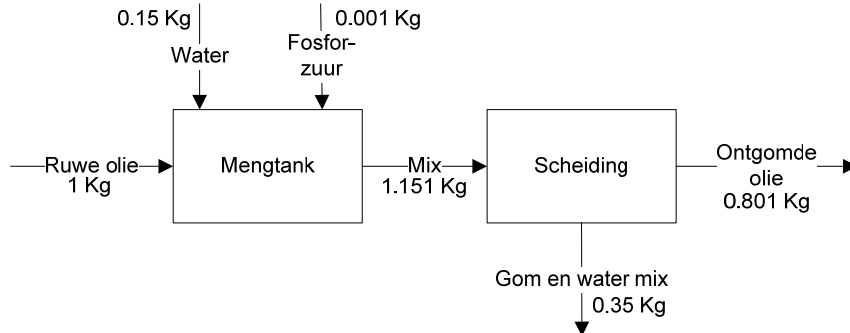 0.15 Kg
Water
0.001 Kg
Fosfor-
zuur
Ruwe olie
1 Kg
Mengtank
Mix
1.151 Kg
Scheiding
Ontgomde
olie
0.801 Kg
Gom en water mix
0.35 Kg